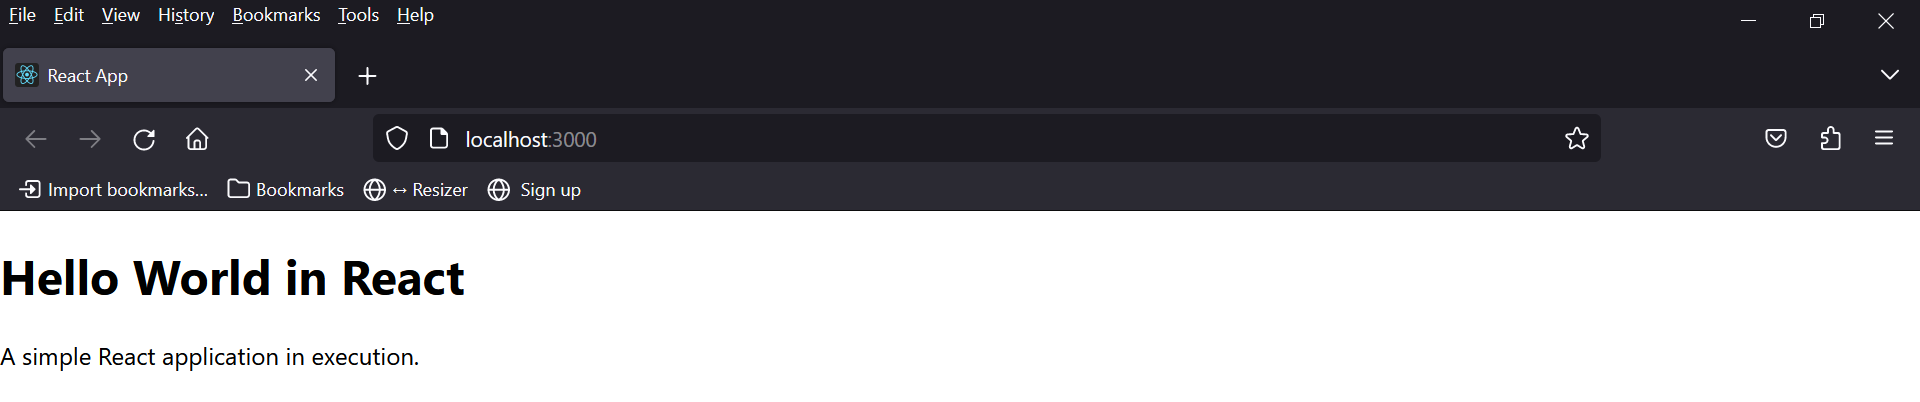 File Edit View History Bookmarks Tools Help
React App
localhost:3000
Import bookmarks... Bookmarks ↔ Resizer Sign up
Hello World in React
A simple React application in execution.